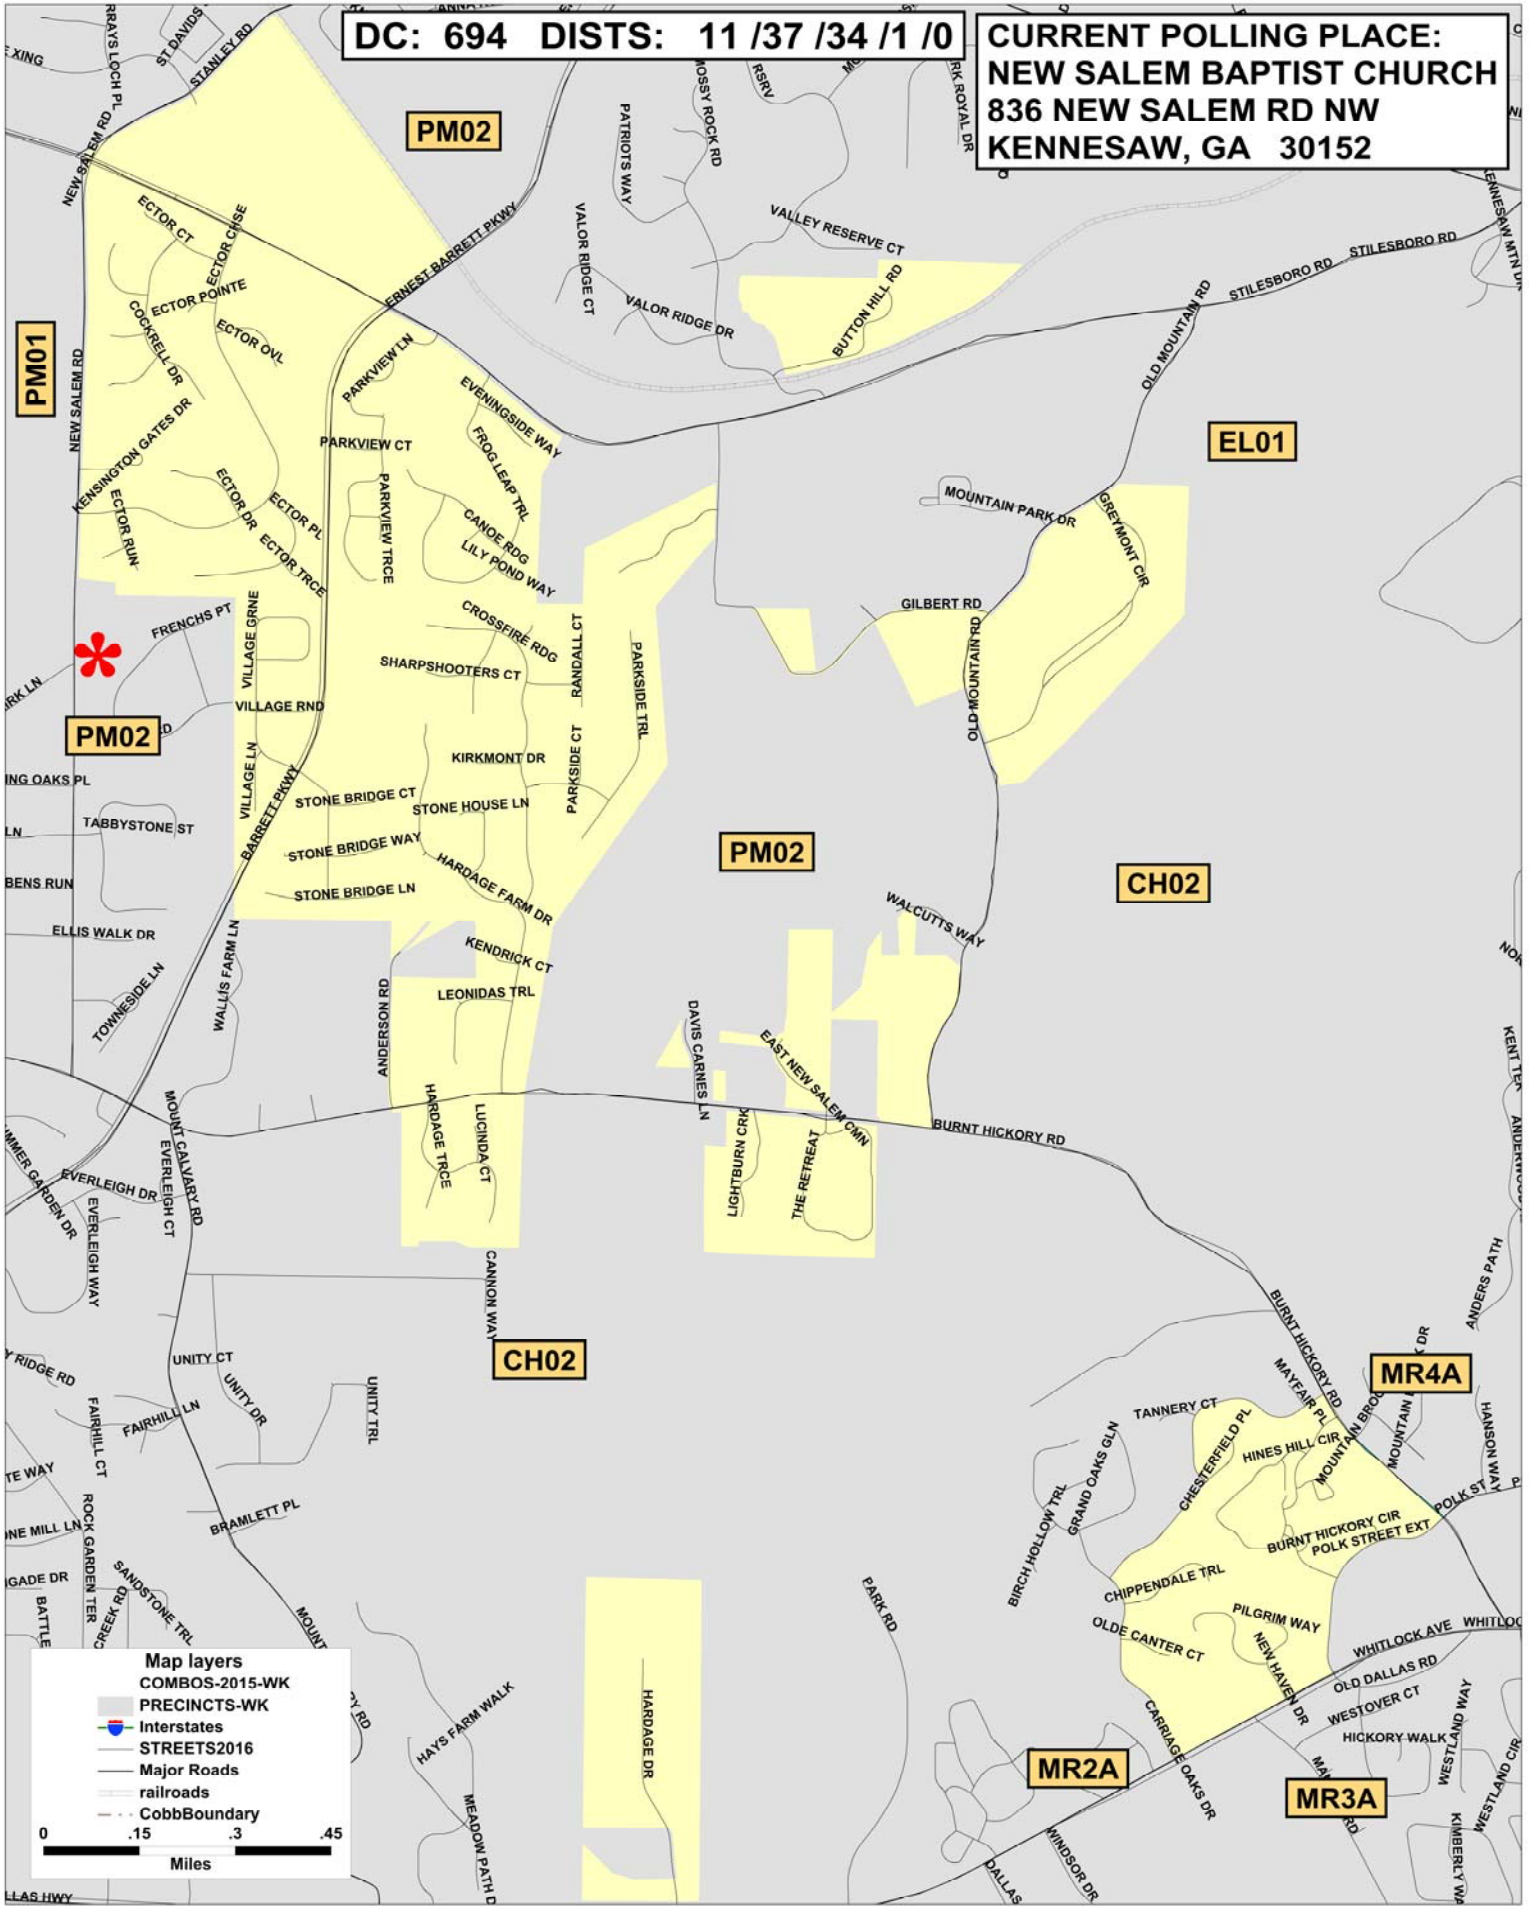 DC: 694 DISTS: 11 /37 /34 /1 /0
CURRENT POLLING PLACE:
NEW SALEM BAPTIST CHURCH
836 NEW SALEM RD NW
KENNESAW, GA 30152
STANLEY RD
PM02
PATRIOTS WAY
NEW SALEM RD
ECTOR CT
ECTOR CHSE
ECTOR POINTE
ECTOR OVL
COCKRELL DR
ERNEST BARRETT PKWY
VALOR RIDGE CT
VALOR RIDGE DR
VALLEY RESERVE CT
BUTTON HILL RD
STILESBORO RD
STILESBORO RD
OLD MOUNTAIN RD
PM01
NEW SALEM RD
PARKVIEW LN
EVENINGSIDE WAY
PARKVIEW CT
FROG LEAP TRL
KENSINGTON GATES DR
ECTOR RUN
ECTOR DR
ECTOR PL
ECTOR TRCE
PARKVIEW TRCE
CANOE RDG
LILY POND WAY
EL01
MOUNTAIN PARK DR
GREYMONT CIR
GILBERT RD
OLD MOUNTAIN RD
FRENCHS PT
VILLAGE GRNE
CROSSFIRE RDG
RANDALL CT
SHARPSHOOTERS CT
PARKSIDE TRL
VILLAGE RND
PM02
VILLAGE LN
KIRKMONT DR
PARKSIDE CT
ING OAKS PL
STONE BRIDGE CT
STONE HOUSE LN
TABBYSTONE ST
LN
BARRETT PKWY
STONE BRIDGE WAY
HARDAGE FARM DR
PM02
CH02
BENS RUN
STONE BRIDGE LN
WALCUTTS WAY
ELLIS WALK DR
WALLIS FARM LN
KENDRICK CT
TOWNESIDE LN
ANDERSON RD
LEONIDAS TRL
DAVIS CARNES LN
EAST NEW SALEM CMN
MOUNT CALVARY RD
HARDAGE TRCE
LUCINDA CT
LIGHTBURN CRK
THE RETREAT
BURNT HICKORY RD
EVERLEIGH DR
EVERLEIGH CT
EVERLEIGH WAY
CANNON WAY
ANDERS PATH
CH02
BURNT HICKORY RD
MR4A
UNITY CT
UNITY DR
UNITY TRL
FAIRHILL LN
FAIRHILL CT
MAYFAIR PL
TANNERY CT
CHESTERFIELD PL
HINES HILL CIR
GRAND OAKS GLN
BIRCH HOLLOW TRL
HANSON WAY
POLK ST
BURNT HICKORY CIR
POLK STREET EXT
BRAMLETT PL
ROCK GARDEN TER
SANDSTONE TRL
CHIPPENDALE TRL
PILGRIM WAY
OLDE CANTER CT
NEW HAVEN DR
PARK RD
WHITLOCK AVE
OLD DALLAS RD
WESTOVER CT
HICKORY WALK
WESTLAND WAY
WESTLAND CIR
CARRIAGE OAKS DR
HARDAGE DR
HAYS FARM WALK
MR2A
MR3A
WINDSOR DR
DALLAS
Map layers
COMBOS-2015-WK
PRECINCTS-WK
Interstates
STREETS2016
Major Roads
railroads
CobbBoundary
0 .15 .3 .45
Miles
LLAS HWY